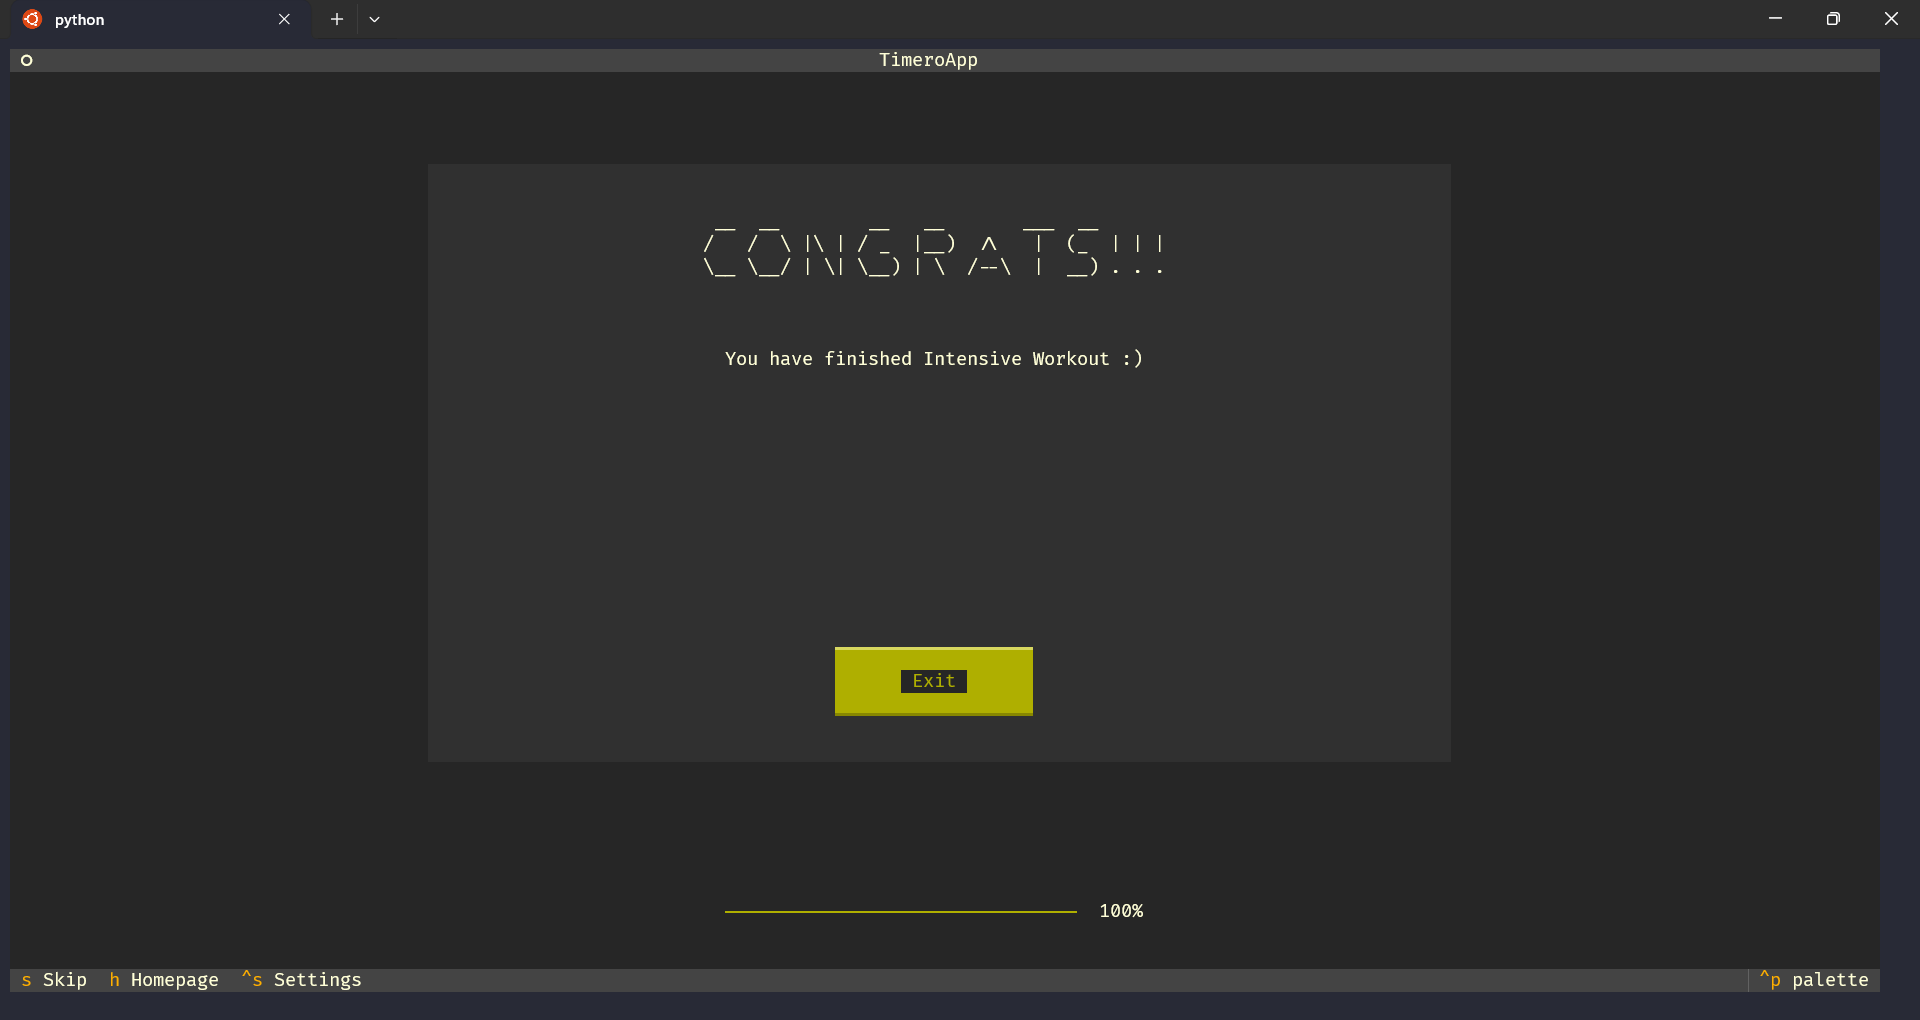 python
TimeroApp
CONGRATS!!!
You have finished Intensive Workout :)
Exit
100%
s Skip h Homepage ^s Settings ^p palette